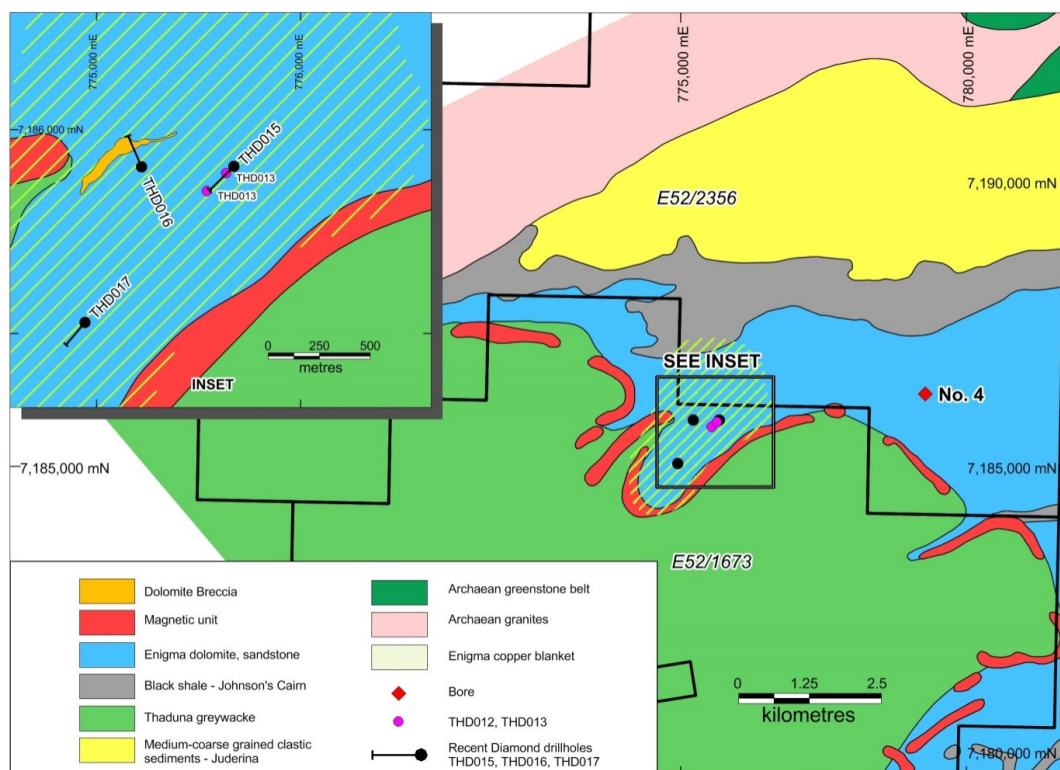 775,000 mE
776,000 mE
7,186,000 mN
THD015
THD013
THD013
THD016
THD017
0 250 500
metres
INSET
775,000 mE
780,000 mE
7,190,000 mN
E52/2356
SEE INSET
No. 4
7,185,000 mN
7,185,000 mN
E52/1673
0 1.25 2.5
kilometres
7,180,000 mN
Dolomite Breccia
Magnetic unit
Enigma dolomite, sandstone
Black shale - Johnson's Cairn
Thaduna greywacke
Medium-coarse grained clastic
sediments - Juderina
Archaean greenstone belt
Archaean granites
Enigma copper blanket
Bore
THD012, THD013
Recent Diamond drillholes
THD015, THD016, THD017